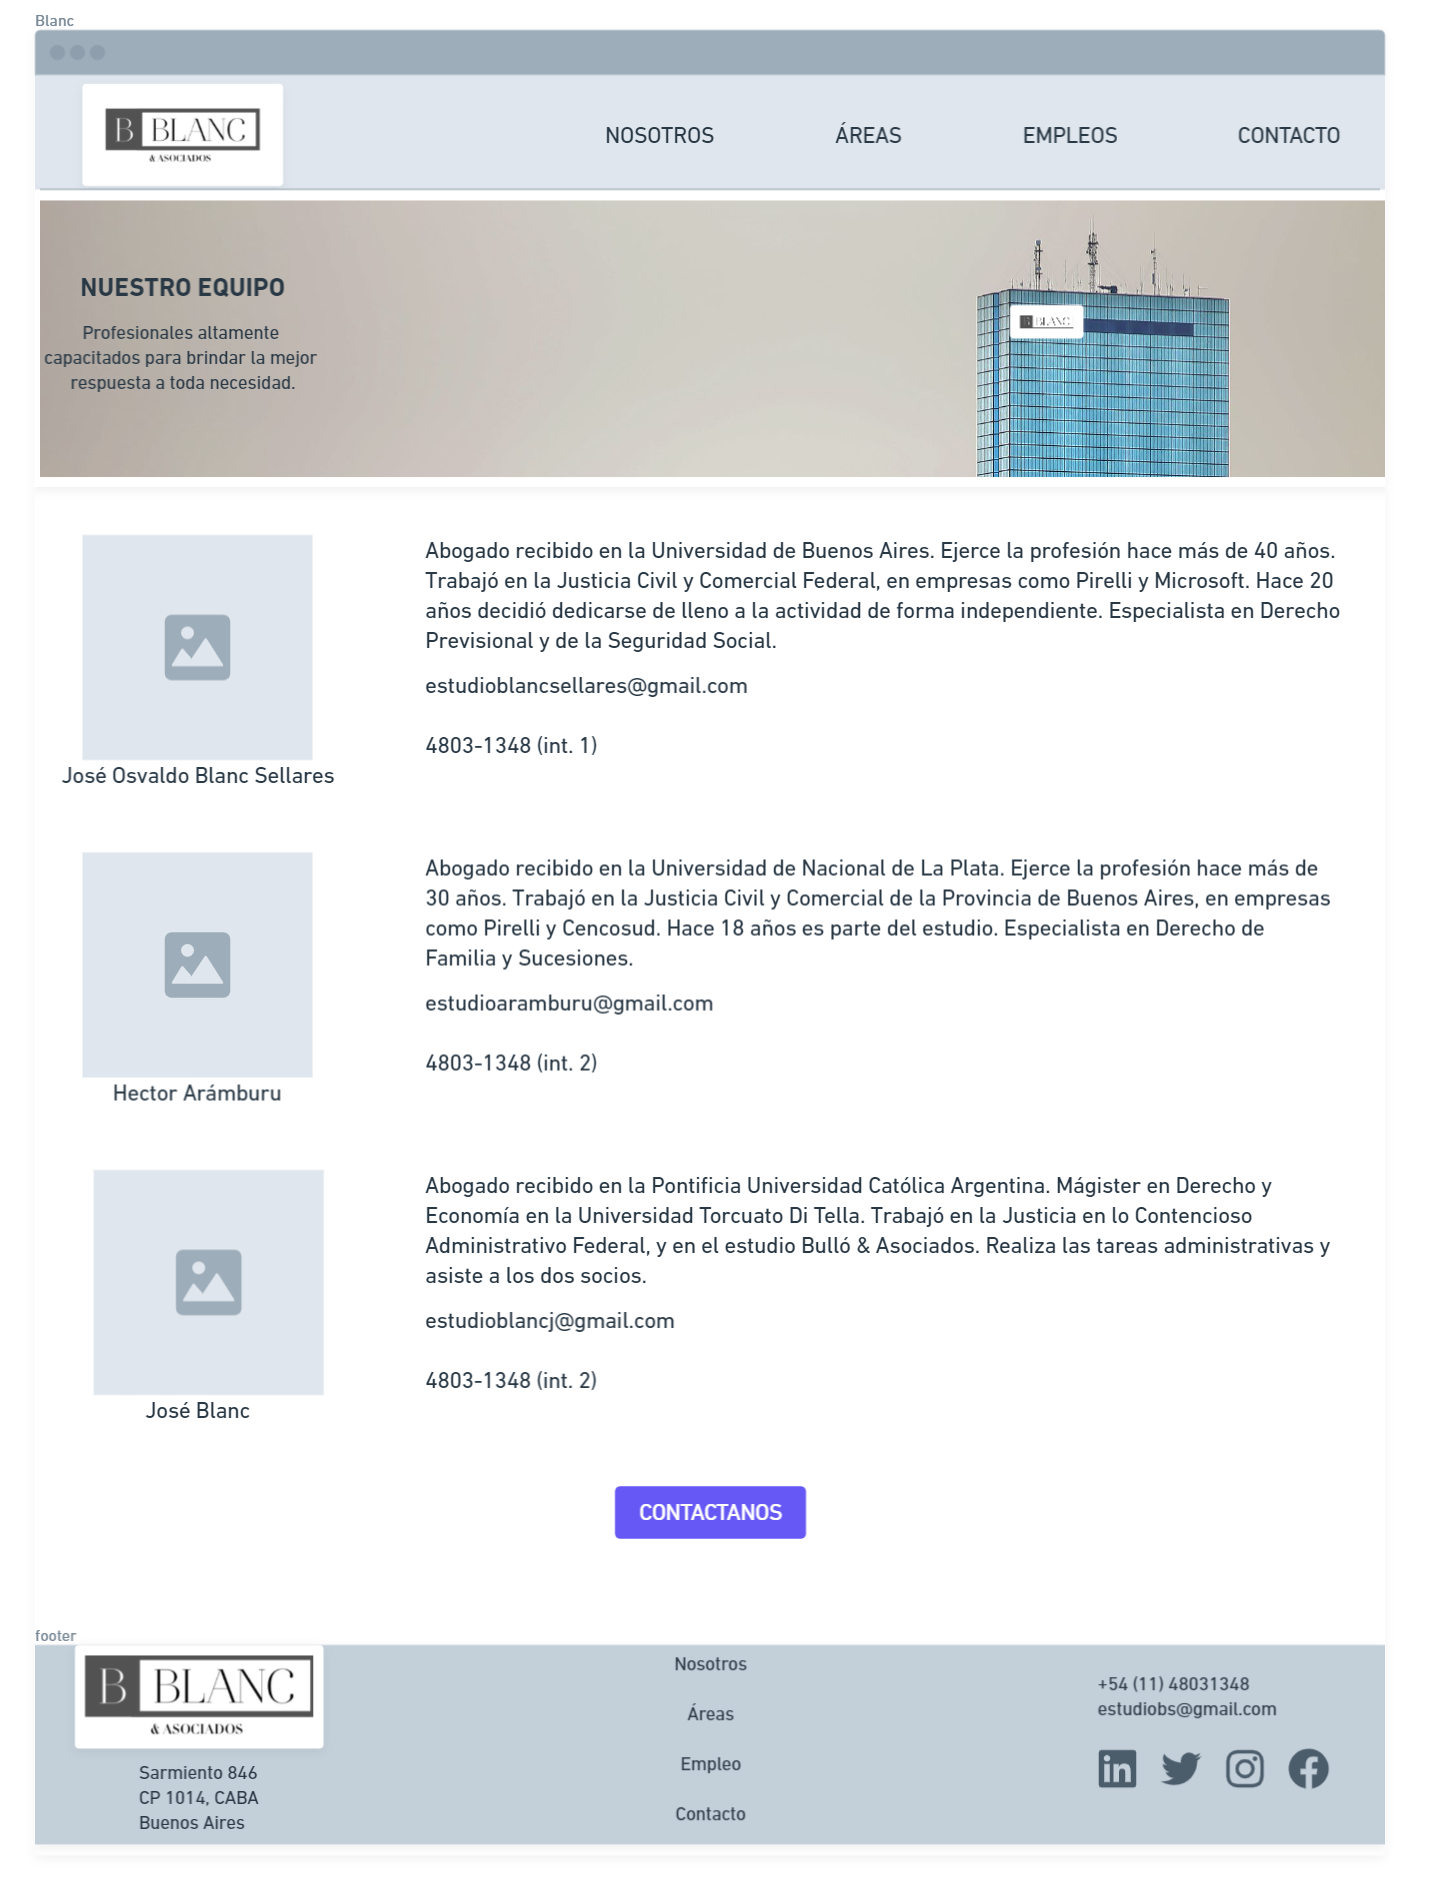 Blanc
B BLANC
& ASOCIADOS
NOSOTROS
ÁREAS
EMPLEOS
CONTACTO
NUESTRO EQUIPO
Profesionales altamente
capacitados para brindar la mejor
respuesta a toda necesidad.
B BLANC
Abogado recibido en la Universidad de Buenos Aires. Ejerce la profesión hace más de 40 años.
Trabajó en la Justicia Civil y Comercial Federal, en empresas como Pirelli y Microsoft. Hace 20
años decidió dedicarse de lleno a la actividad de forma independiente. Especialista en Derecho
Previsional y de la Seguridad Social.
estudioblancsellares@gmail.com
4803-1348 (int. 1)
José Osvaldo Blanc Sellares
Abogado recibido en la Universidad de Nacional de La Plata. Ejerce la profesión hace más de
30 años. Trabajó en la Justicia Civil y Comercial de la Provincia de Buenos Aires, en empresas
como Pirelli y Cencosud. Hace 18 años es parte del estudio. Especialista en Derecho de
Familia y Sucesiones.
estudioaramburu@gmail.com
4803-1348 (int. 2)
Hector Arámburu
Abogado recibido en la Pontificia Universidad Católica Argentina. Mágister en Derecho y
Economía en la Universidad Torcuato Di Tella. Trabajó en la Justicia en lo Contencioso
Administrativo Federal, y en el estudio Bulló & Asociados. Realiza las tareas administrativas y
asiste a los dos socios.
estudioblancj@gmail.com
4803-1348 (int. 2)
José Blanc
CONTACTANOS
footer
B BLANC
& ASOCIADOS
Sarmiento 846
CP 1014, CABA
Buenos Aires
Nosotros
Áreas
Empleo
Contacto
+54 (11) 48031348
estudiobs@gmail.com
in